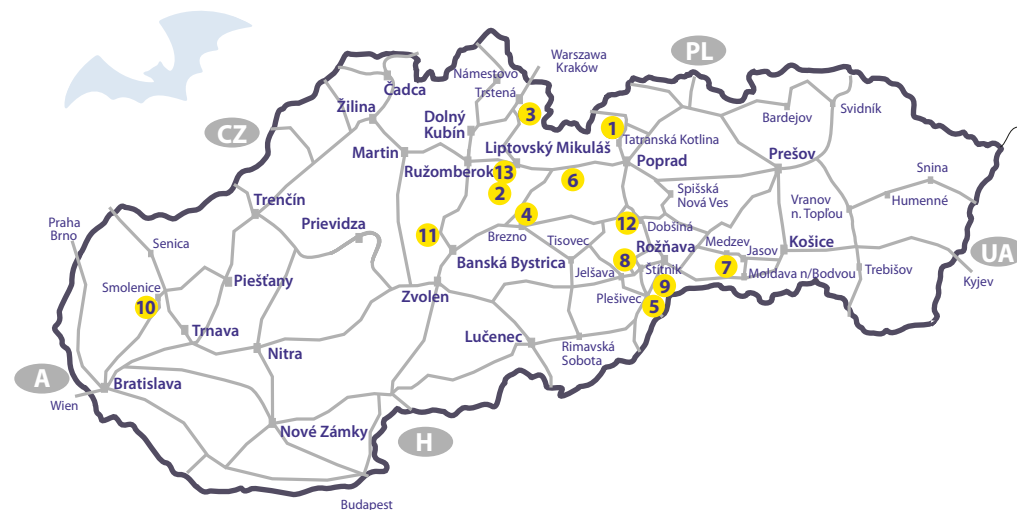 PL
Warszawa
Kraków
Námestovo
Trstená
Čadca
Žilina
3
Svidník
Bardejov
CZ
Dolný
Kubín
1
Tatranská Kotlina
Martin
Liptovský Mikuláš
Poprad
Prešov
Ružomberok
13
6
2
Spišská
Nová Ves
Snina
Humenné
Vranov
n. Topľou
Trenčín
Prievidza
4
12
Dobšiná
Praha
Brno
Senica
11
Brezno
Tisovec
Rožňava
Medzev
Jasov
Košice
UA
Banská Bystrica
8
Štítnik
7
Moldava n/Bodvou
Trebišov
Kyjev
Jelšava
Piešťany
Smolenice
10
Zvolen
9
Plešivec
5
Trnava
Nitra
Lučenec
Rimavská
Sobota
A
Bratislava
Wien
Nové Zámky
H
Budapest